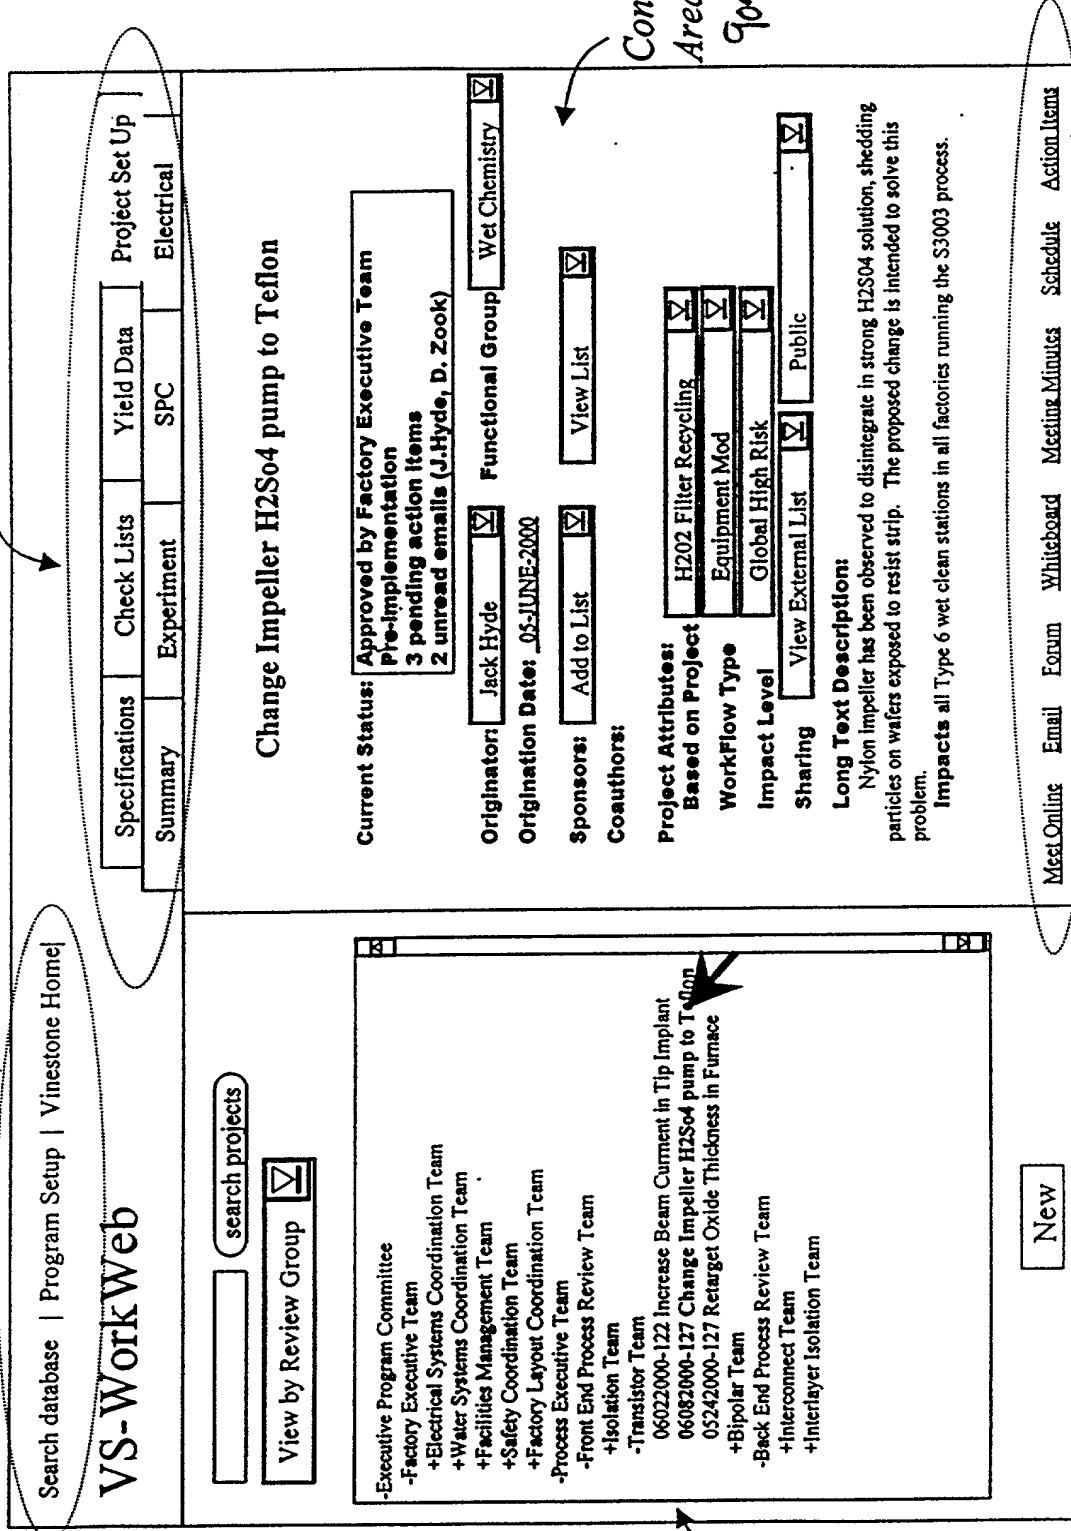 Search database | Program Setup | Vinestone Home|
VS-WorkWeb
Specifications Check Lists Yield Data Project Set Up
Summary Experiment SPC Electrical
search projects
View by Review Group
-Executive Program Committee
-Factory Executive Team
+Electrical Systems Coordination Team
+Water Systems Coordination Team
+Facilities Management Team
+Safety Coordination Team
+Factory Layout Coordination Team
-Process Executive Team
-Front End Process Review Team
+Isolation Team
-Transistor Team
06022000-122 Increase Beam Current in Tip Implant
06082000-127 Change Impeller H2So4 pump to Teflon
05242000-127 Retarget Oxide Thickness in Furnace
+Bipolar Team
-Back End Process Review Team
+Interconnect Team
+Interlayer Isolation Team
New
Change Impeller H2So4 pump to Teflon
Current Status: Approved by Factory Executive Team
Pre-Implementation
3 pending action items
2 unread emails (J.Hyde, D. Zook)
Originator: Jack Hyde Functional Group Wet Chemistry
Origination Date: 05-JUNE-2000
Sponsors: Add to List View List
Coauthors:
Project Attributes:
Based on Project H202 Filter Recycling
WorkFlow Type Equipment Mod
Impact Level Global High Risk
Sharing View External List Public
Long Text Description:
Nylon impeller has been observed to disintegrate in strong H2S04 solution, shedding
particles on wafers exposed to resist strip. The proposed change is intended to solve this
problem.
Impacts all Type 6 wet clean stations in all factories running the S3003 process.
Meet Online Email Forum Whiteboard Meeting Minutes Schedule Action Items
Con
Area
904